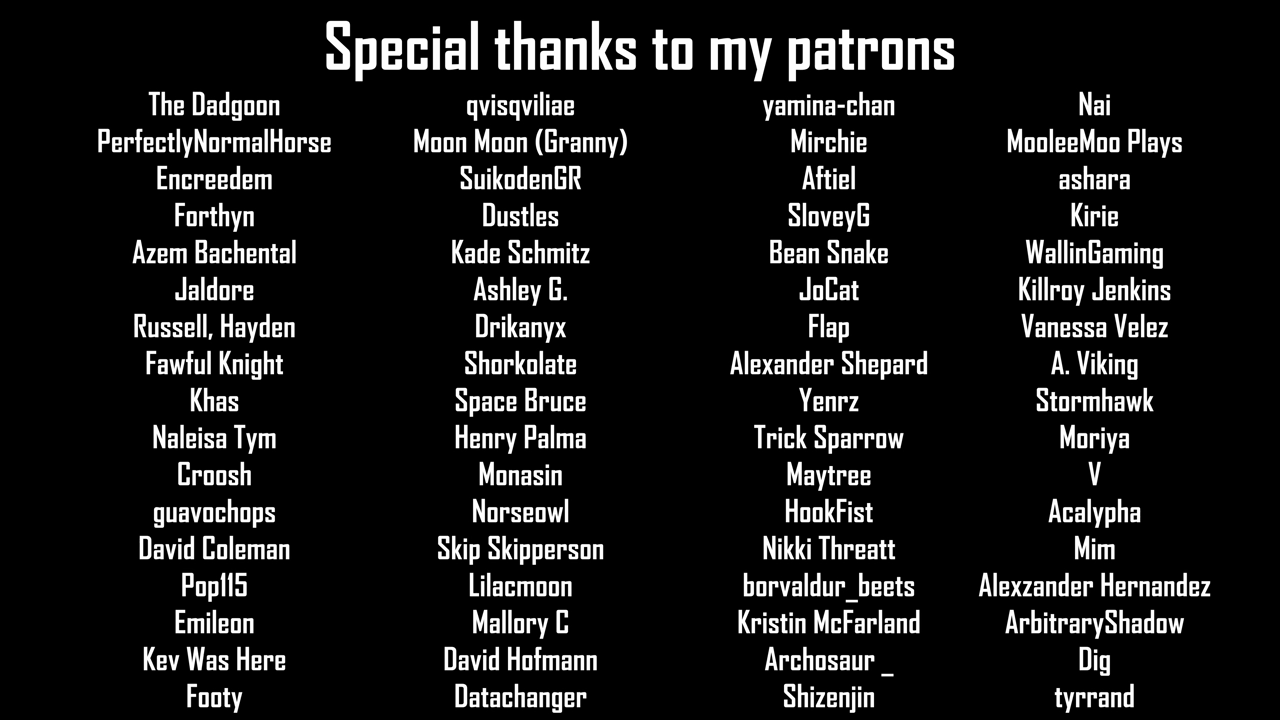 Special thanks to my patrons
The Dadgoon
PerfectlyNormalHorse
Encreedem
Forthyn
Azem Bachental
Jaldore
Russell, Hayden
Fawful Knight
Khas
Naleisa Tym
Croosh
guavochops
David Coleman
Pop115
Emileon
Kev Was Here
Footy
qvisqviliae
Moon Moon (Granny)
SuikodenGR
Dustles
Kade Schmitz
Ashley G.
Drikanyx
Shorkolate
Space Bruce
Henry Palma
Monasin
Norseowl
Skip Skipperson
Lilacmoon
Mallory C
David Hofmann
Datachanger
yamina-chan
Mirchie
Aftiel
SloveyG
Bean Snake
JoCat
Flap
Alexander Shepard
Yenrz
Trick Sparrow
Maytree
HookFist
Nikki Threatt
borvaldur_beets
Kristin McFarland
Archosaur _
Shizenjin
Nai
MooleeMoo Plays
ashara
Kirie
WallinGaming
Killroy Jenkins
Vanessa Velez
A. Viking
Stormhawk
Moriya
V
Acalypha
Mim
Alexzander Hernandez
ArbitraryShadow
Dig
tyrrand